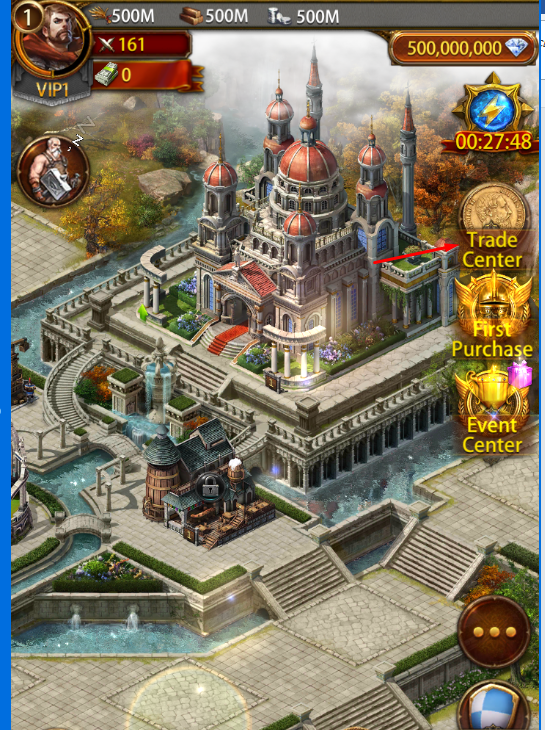 1
500M
500M
500M
161
500,000,000
0
VIP1
00:27:48
Z
Trade
Center
First
Purchase
Event
Center